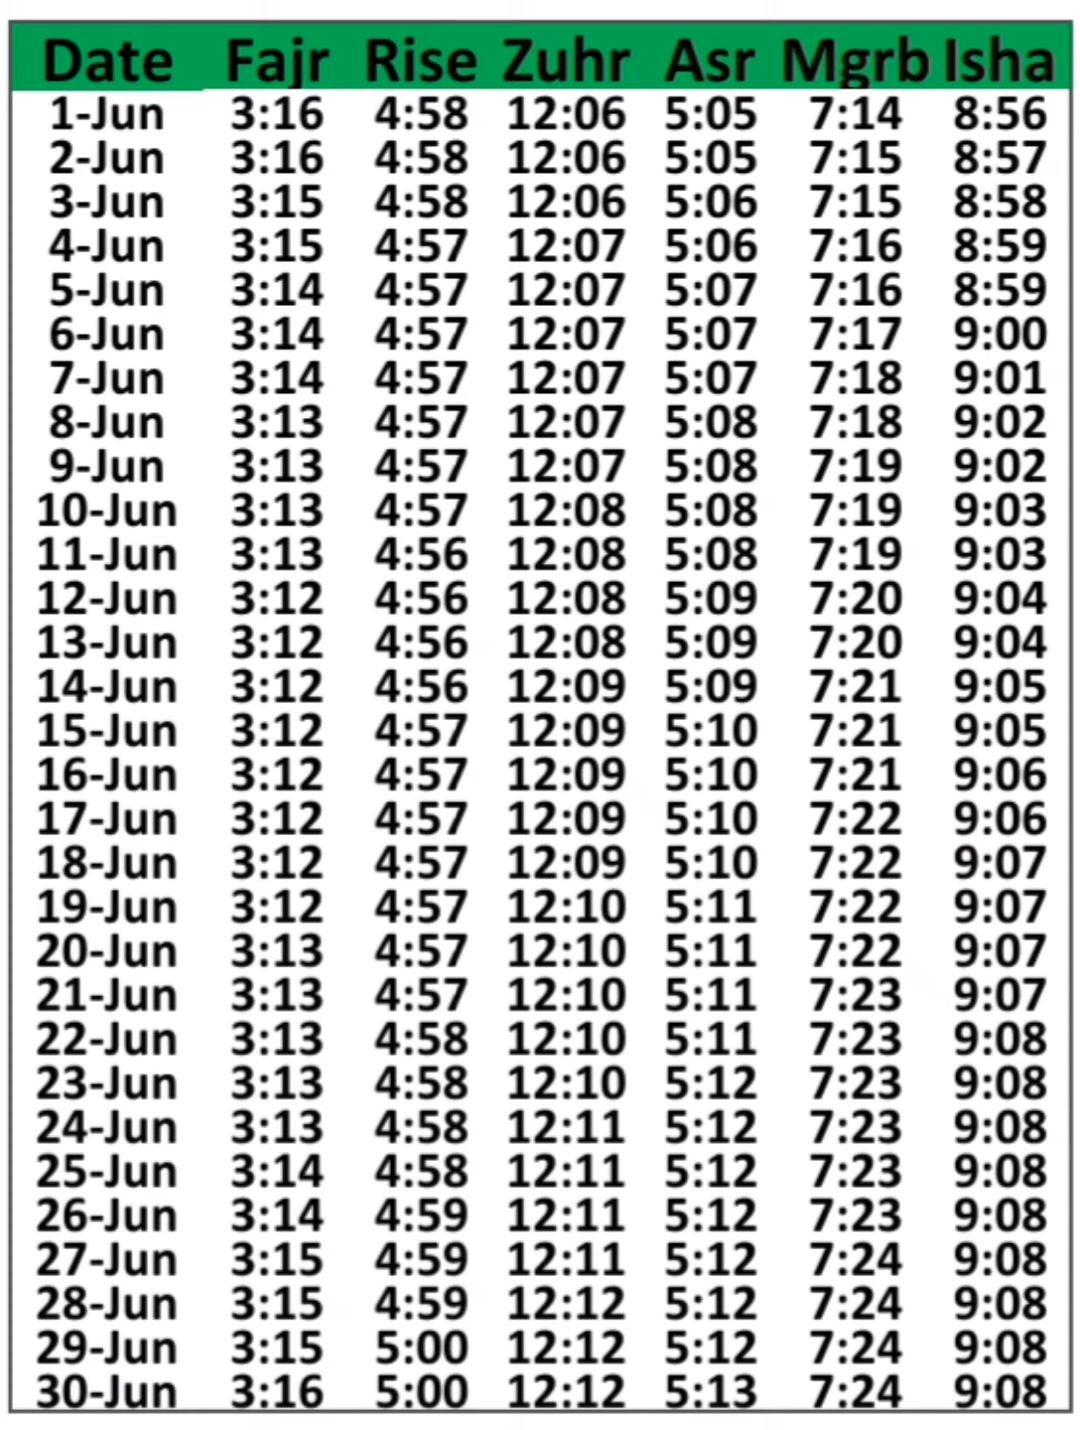 Date Fajr Rise Zuhr Asr Mgrb Isha
1-Jun 3:16 4:58 12:06 5:05 7:14 8:56
2-Jun 3:16 4:58 12:06 5:05 7:15 8:57
3-Jun 3:15 4:58 12:06 5:06 7:15 8:58
4-Jun 3:15 4:57 12:07 5:06 7:16 8:59
5-Jun 3:14 4:57 12:07 5:07 7:16 8:59
6-Jun 3:14 4:57 12:07 5:07 7:17 9:00
7-Jun 3:14 4:57 12:07 5:07 7:18 9:01
8-Jun 3:13 4:57 12:07 5:08 7:18 9:02
9-Jun 3:13 4:57 12:07 5:08 7:19 9:02
10-Jun 3:13 4:57 12:08 5:08 7:19 9:03
11-Jun 3:13 4:56 12:08 5:08 7:19 9:03
12-Jun 3:12 4:56 12:08 5:09 7:20 9:04
13-Jun 3:12 4:56 12:08 5:09 7:20 9:04
14-Jun 3:12 4:56 12:09 5:09 7:21 9:05
15-Jun 3:12 4:57 12:09 5:10 7:21 9:05
16-Jun 3:12 4:57 12:09 5:10 7:21 9:06
17-Jun 3:12 4:57 12:09 5:10 7:22 9:06
18-Jun 3:12 4:57 12:09 5:10 7:22 9:07
19-Jun 3:12 4:57 12:10 5:11 7:22 9:07
20-Jun 3:13 4:57 12:10 5:11 7:22 9:07
21-Jun 3:13 4:57 12:10 5:11 7:23 9:07
22-Jun 3:13 4:58 12:10 5:11 7:23 9:08
23-Jun 3:13 4:58 12:10 5:12 7:23 9:08
24-Jun 3:13 4:58 12:11 5:12 7:23 9:08
25-Jun 3:14 4:58 12:11 5:12 7:23 9:08
26-Jun 3:14 4:59 12:11 5:12 7:23 9:08
27-Jun 3:15 4:59 12:11 5:12 7:24 9:08
28-Jun 3:15 4:59 12:12 5:12 7:24 9:08
29-Jun 3:15 5:00 12:12 5:12 7:24 9:08
30-Jun 3:16 5:00 12:12 5:13 7:24 9:08